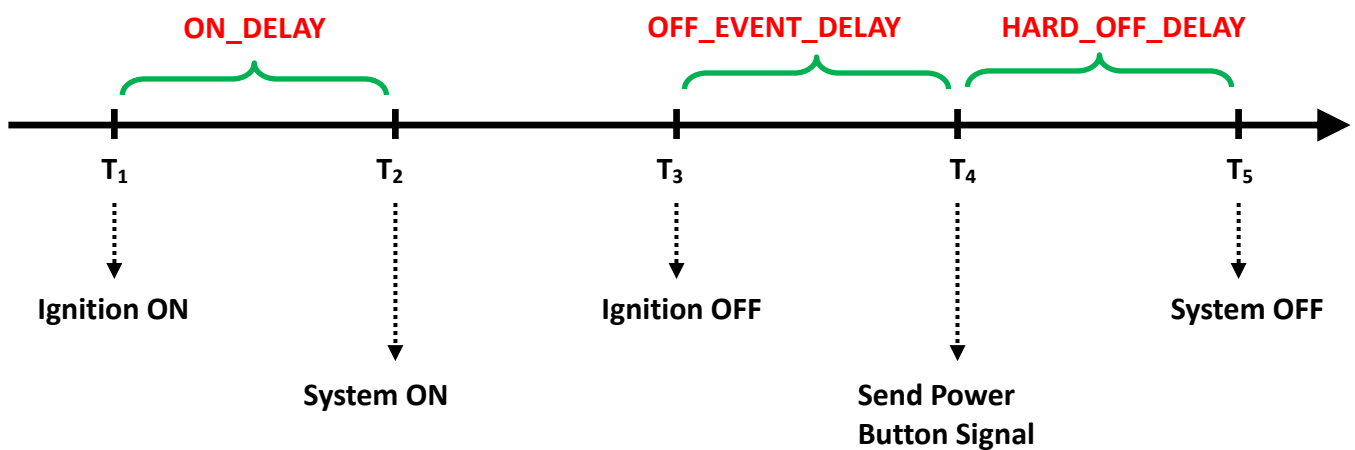 ON_DELAY
OFF_EVENT_DELAY
HARD_OFF_DELAY
T1
T2
T3
T4
T5
Ignition ON
Ignition OFF
System OFF
System ON
Send Power
Button Signal